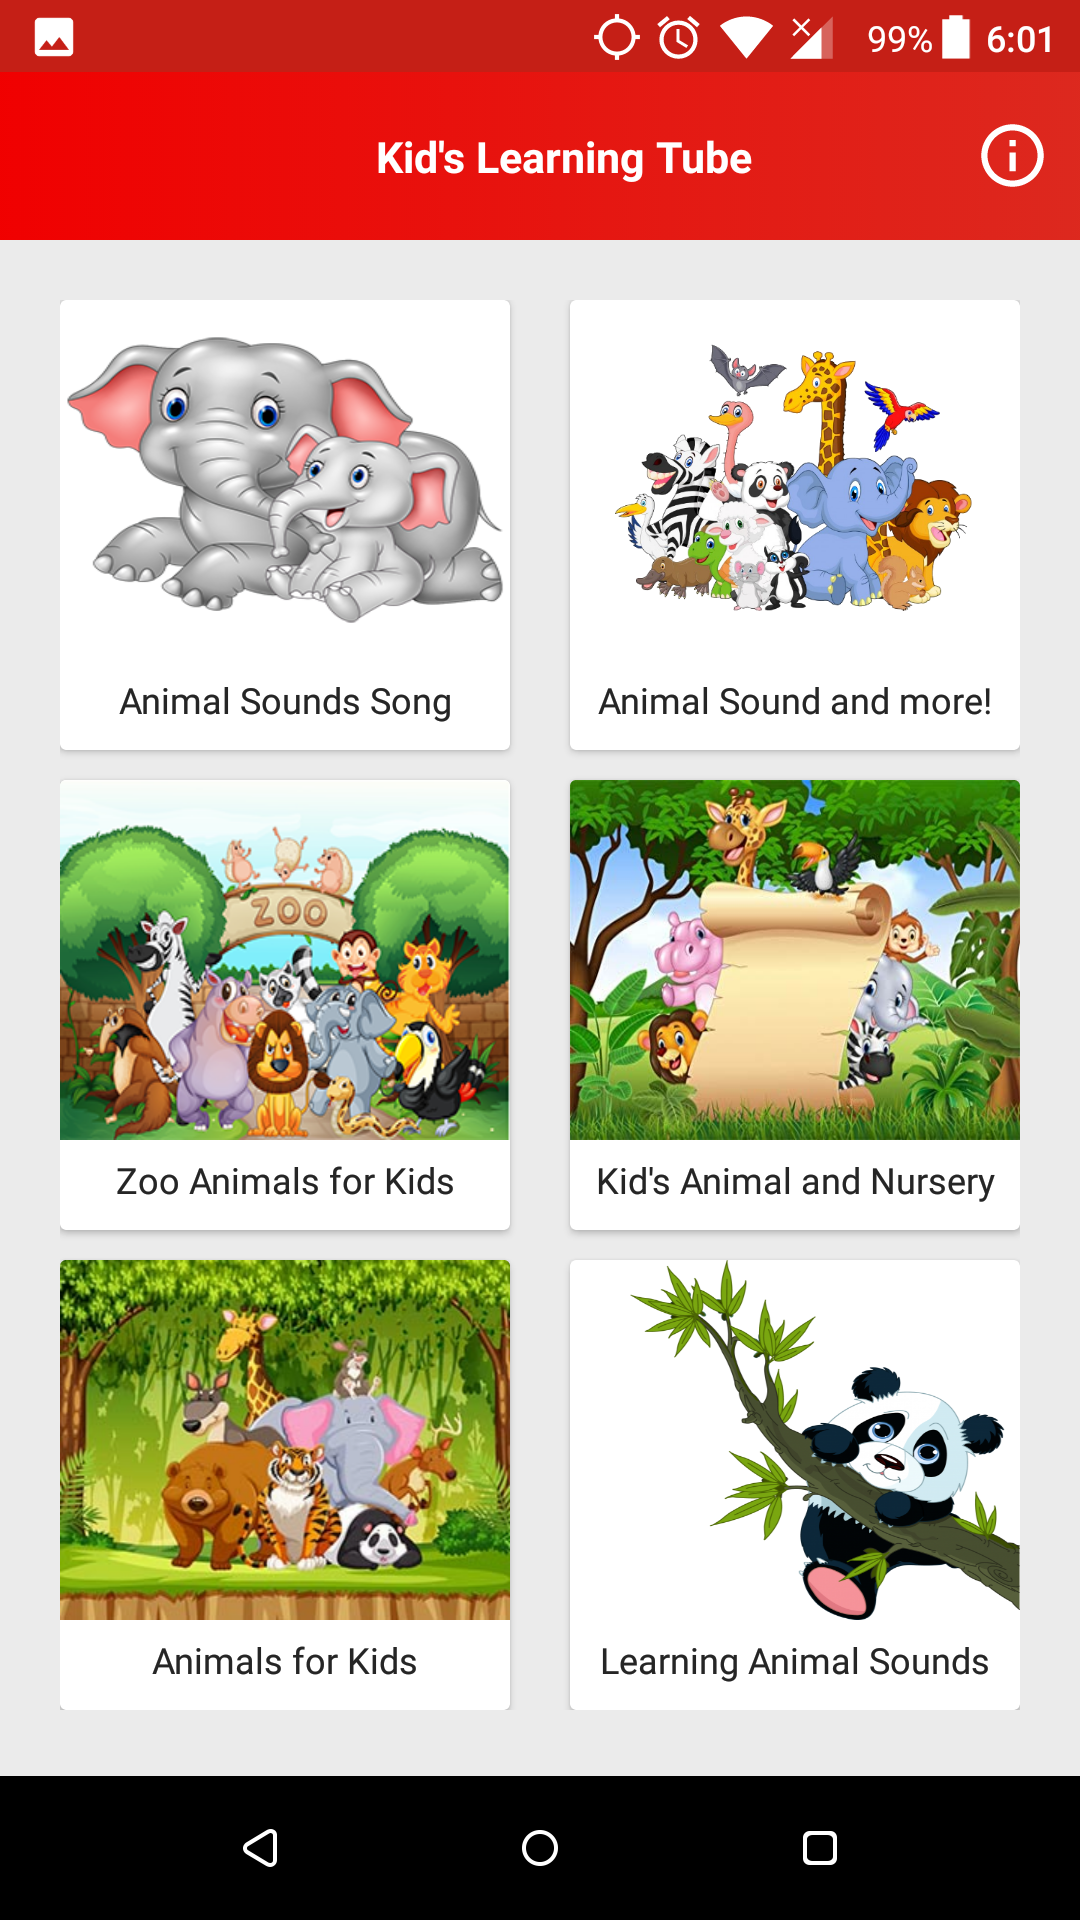 99% 6:01
Kid's Learning Tube
Animal Sounds Song
Animal Sound and more!
ZOO
Zoo Animals for Kids
Kid's Animal and Nursery
Animals for Kids
Learning Animal Sounds